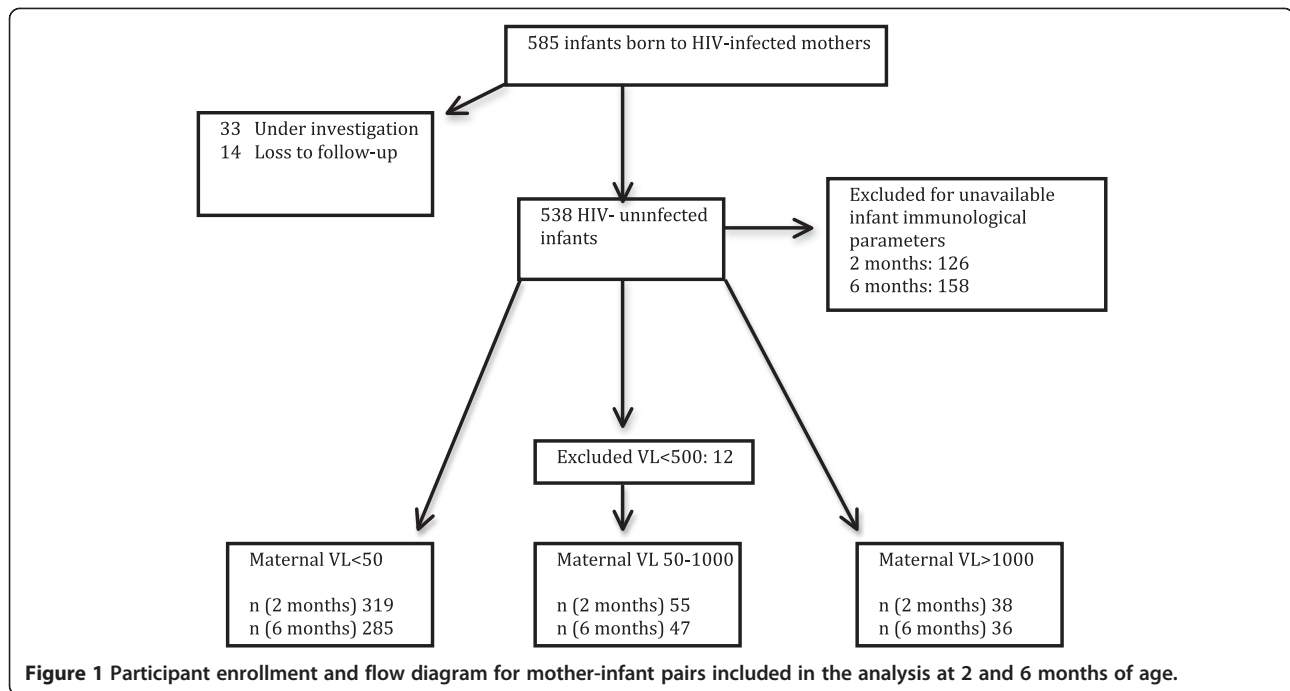 585 infants born to HIV-infected mothers
33 Under investigation
14 Loss to follow-up
538 HIV- uninfected
infants
Excluded for unavailable
infant immunological
parameters
2 months: 126
6 months: 158
Excluded VL<500: 12
Maternal VL<50
n (2 months) 319
n (6 months) 285
Maternal VL 50-1000
n (2 months) 55
n (6 months) 47
Maternal VL>1000
n (2 months) 38
n (6 months) 36
Figure 1 Participant enrollment and flow diagram for mother-infant pairs included in the analysis at 2 and 6 months of age.